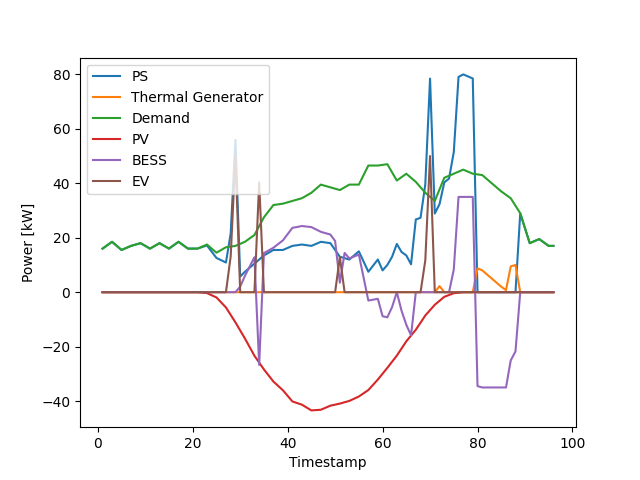 PS
Thermal Generator
Demand
PV
BESS
EV
80
60
40
20
0
−20
−40
Power [kW]
0 20 40 60 80 100
Timestamp